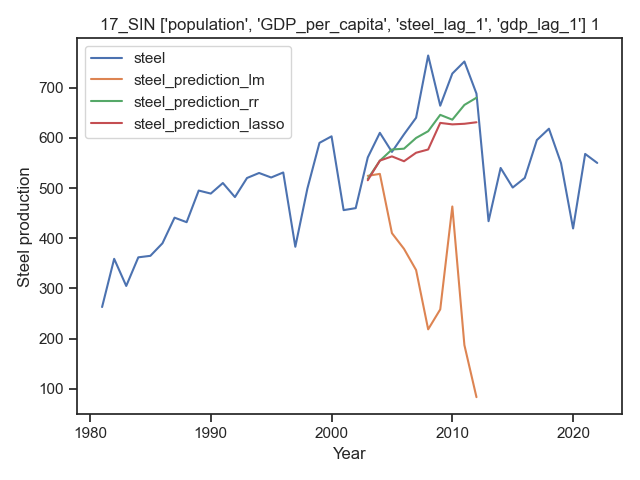 17_SIN ['population', 'GDP_per_capita', 'steel_lag_1', 'gdp_lag_1'] 1
steel
steel_prediction_lm
steel_prediction_rr
steel_prediction_lasso
Steel production
700
600
500
400
300
200
100
1980 1990 2000 2010 2020
Year